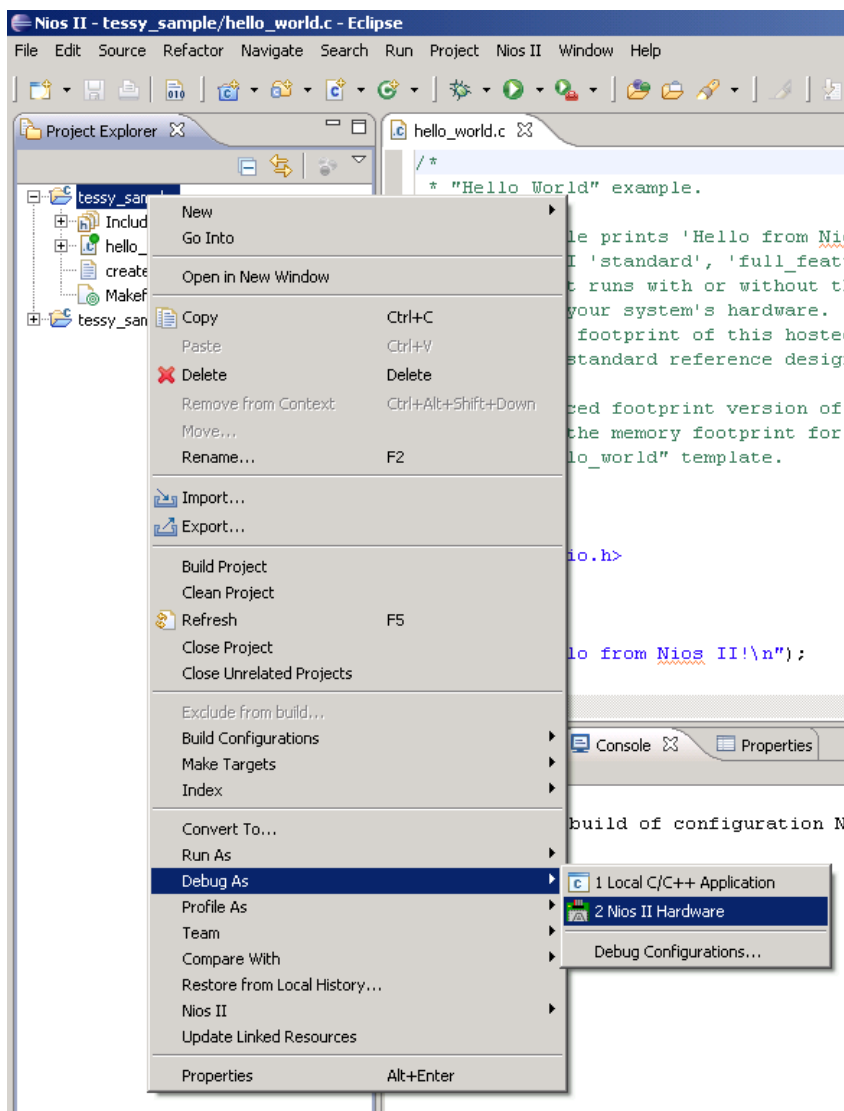 Nios II - tessy_sample/hello_world.c - Eclipse
File Edit Source Refactor Navigate Search Run Project Nios II Window Help
Project Explorer
hello_world.c
/*
* "Hello World" example.
le prints 'Hello from Nio
I 'standard', 'full_feat
t runs with or without t
your system's hardware.
footprint of this hosted
standard reference desig
ced footprint version of
the memory footprint for
lo_world" template.
io.h>
lo from Nios II!\n");
tessy_sam
Includ
hello_
create
Makef
tessy_san
New
Go Into
Open in New Window
Copy Ctrl+C
Paste Ctrl+V
Delete Delete
Remove from Context Ctrl+Alt+Shift+Down
Move...
Rename... F2
Import...
Export...
Build Project
Clean Project
Refresh F5
Close Project
Close Unrelated Projects
Exclude from build...
Build Configurations
Make Targets
Index
Convert To...
Run As
Debug As
Profile As
Team
Compare With
Restore from Local History...
Nios II
Update Linked Resources
Properties Alt+Enter
Console
Properties
build of configuration N
1 Local C/C++ Application
2 Nios II Hardware
Debug Configurations...